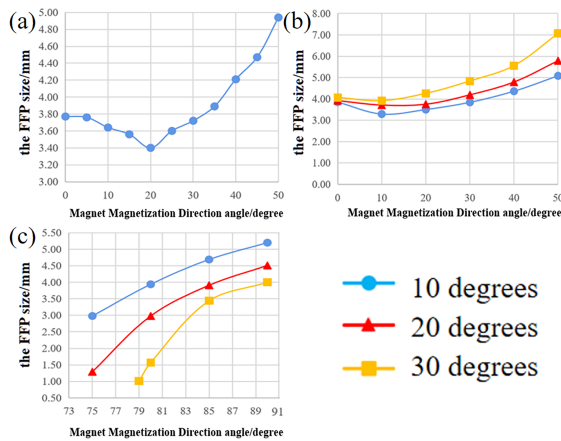 (a)
the FFP size/mm
5.00
4.80
4.60
4.40
4.20
4.00
3.80
3.60
3.40
3.20
3.00
0 10 20 30 40 50
Magnet Magnetization Direction angle/degree
(b)
the FFP size/mm
8.00
7.00
6.00
5.00
4.00
3.00
2.00
1.00
0.00
0 10 20 30 40 50
Magnet Magnetization Direction angle/degree
(c)
the FFP size/mm
5.50
5.00
4.50
4.00
3.50
3.00
2.50
2.00
1.50
1.00
0.50
73 75 77 79 81 83 85 87 89 91
Magnet Magnetization Direction angle/degree
10 degrees
20 degrees
30 degrees